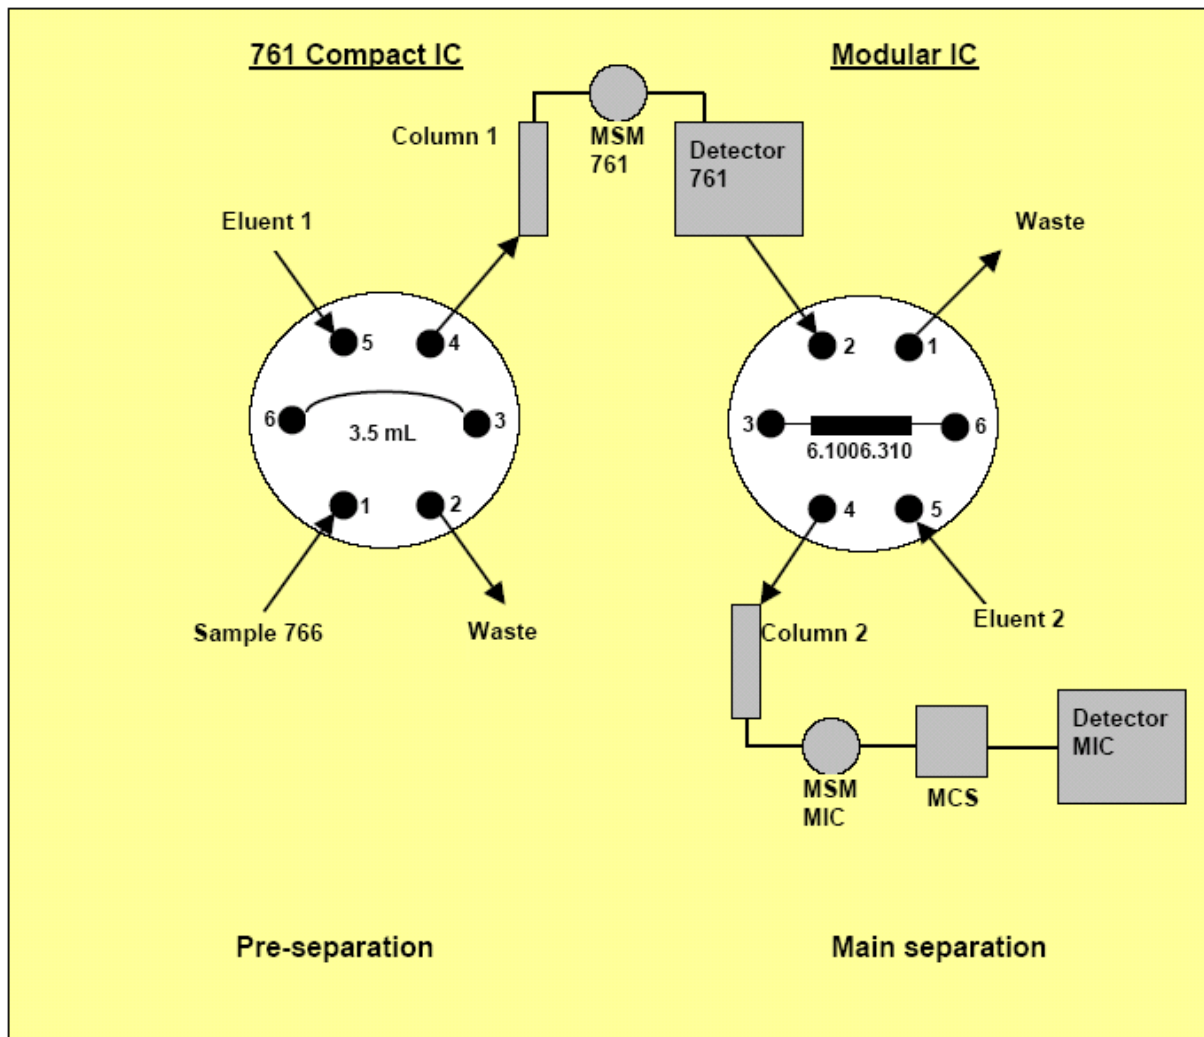 761 Compact IC
Modular IC
Column 1
MSM
761
Detector
761
Eluent 1
Waste
5
4
2
1
6
3
3.5 mL
3
6
6.1006.310
1
2
4
5
Sample 766
Waste
Column 2
Eluent 2
Detector
MIC
MSM
MIC
MCS
Pre-separation
Main separation